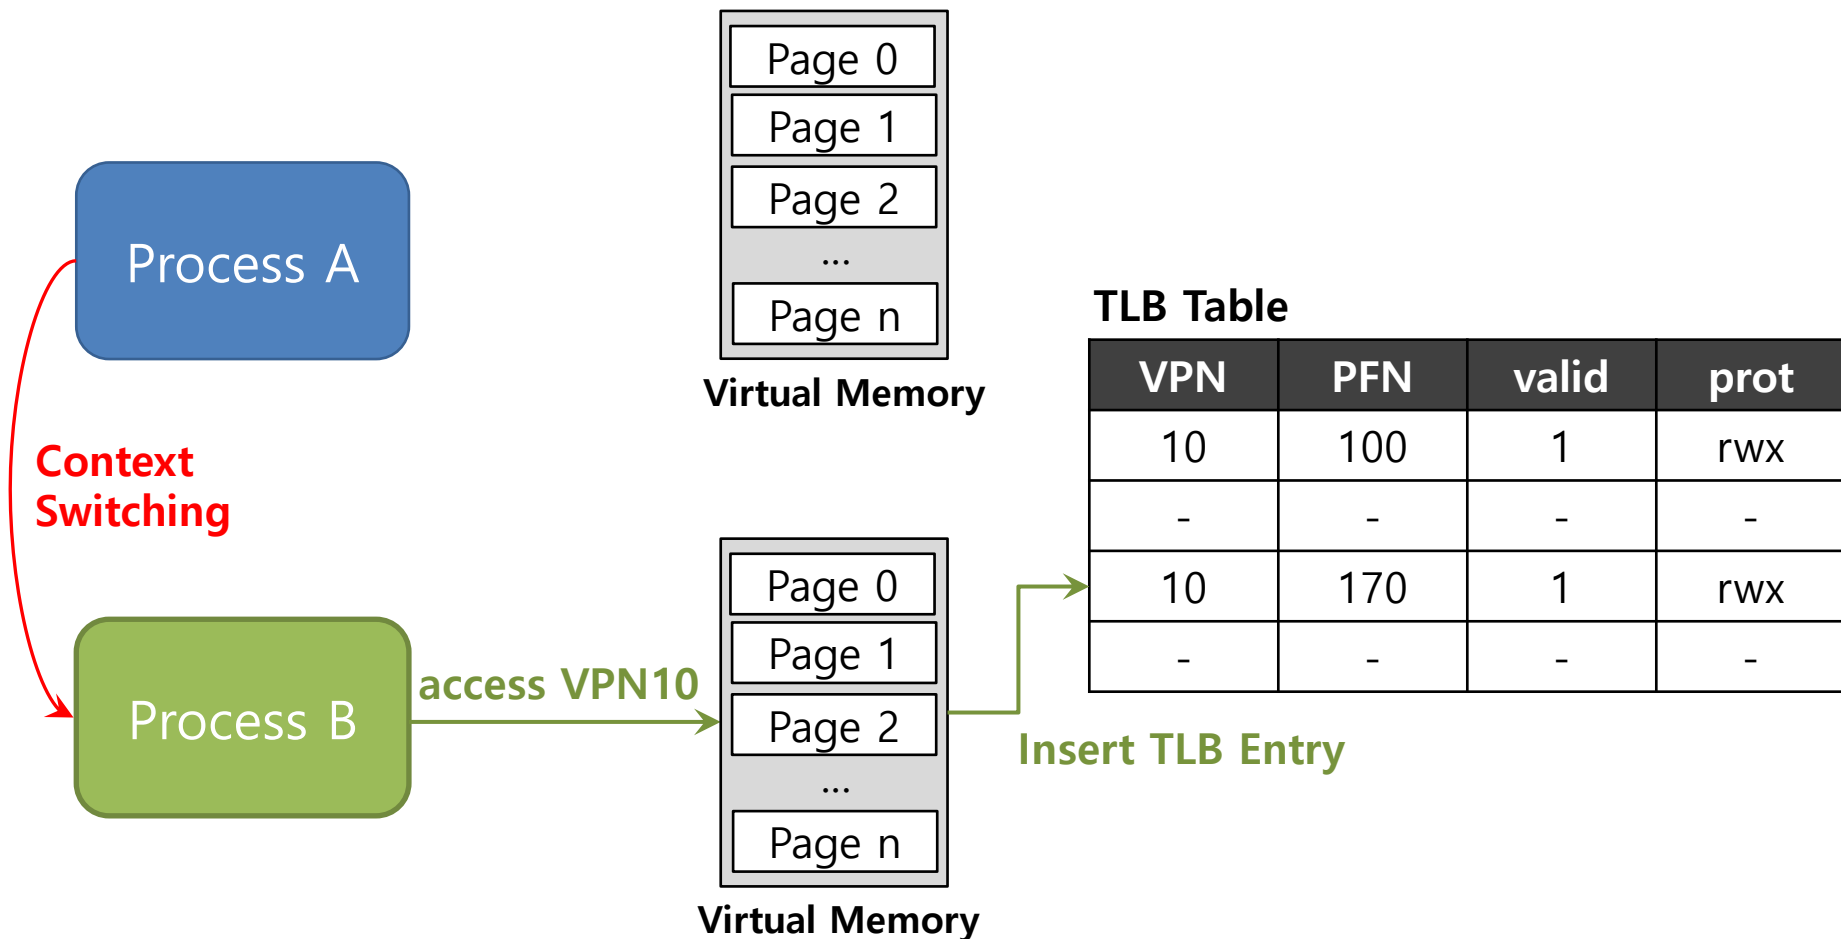 Page 0
Page 1
Page 2
...
Page n
Virtual Memory
Process A
Context
Switching
Process B
access VPN10
Page 0
Page 1
Page 2
...
Page n
Virtual Memory
Insert TLB Entry
TLB Table
VPN PFN valid prot
10 100 1 rwx
- - - -
10 170 1 rwx
- - - -